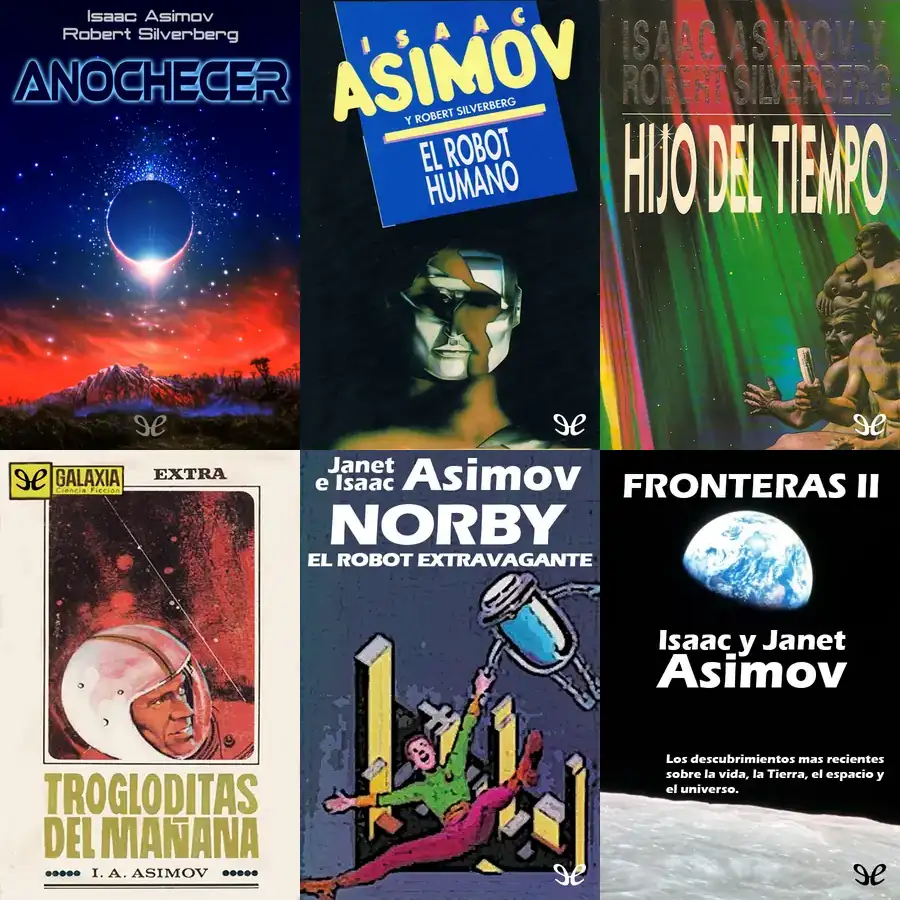 Isaac Asimov
Robert Silverberg
ANOCHECER
ISAAC
ASIMOV
Y ROBERT SILVERBERG
EL ROBOT
HUMANO
ISAAC ASIMOV Y
ROBERT SILVERBERG
HIJO DEL TIEMPO
GALAXIA
Ciencia Ficción
EXTRA
TROGLODITAS
DEL MAÑANA
I. A. ASIMOV
Janet
e Isaac Asimov
NORBY
EL ROBOT EXTRAVAGANTE
FRONTERAS II
Isaac y Janet
Asimov
Los descubrimientos mas recientes
sobre la vida, la Tierra, el espacio y
el universo.